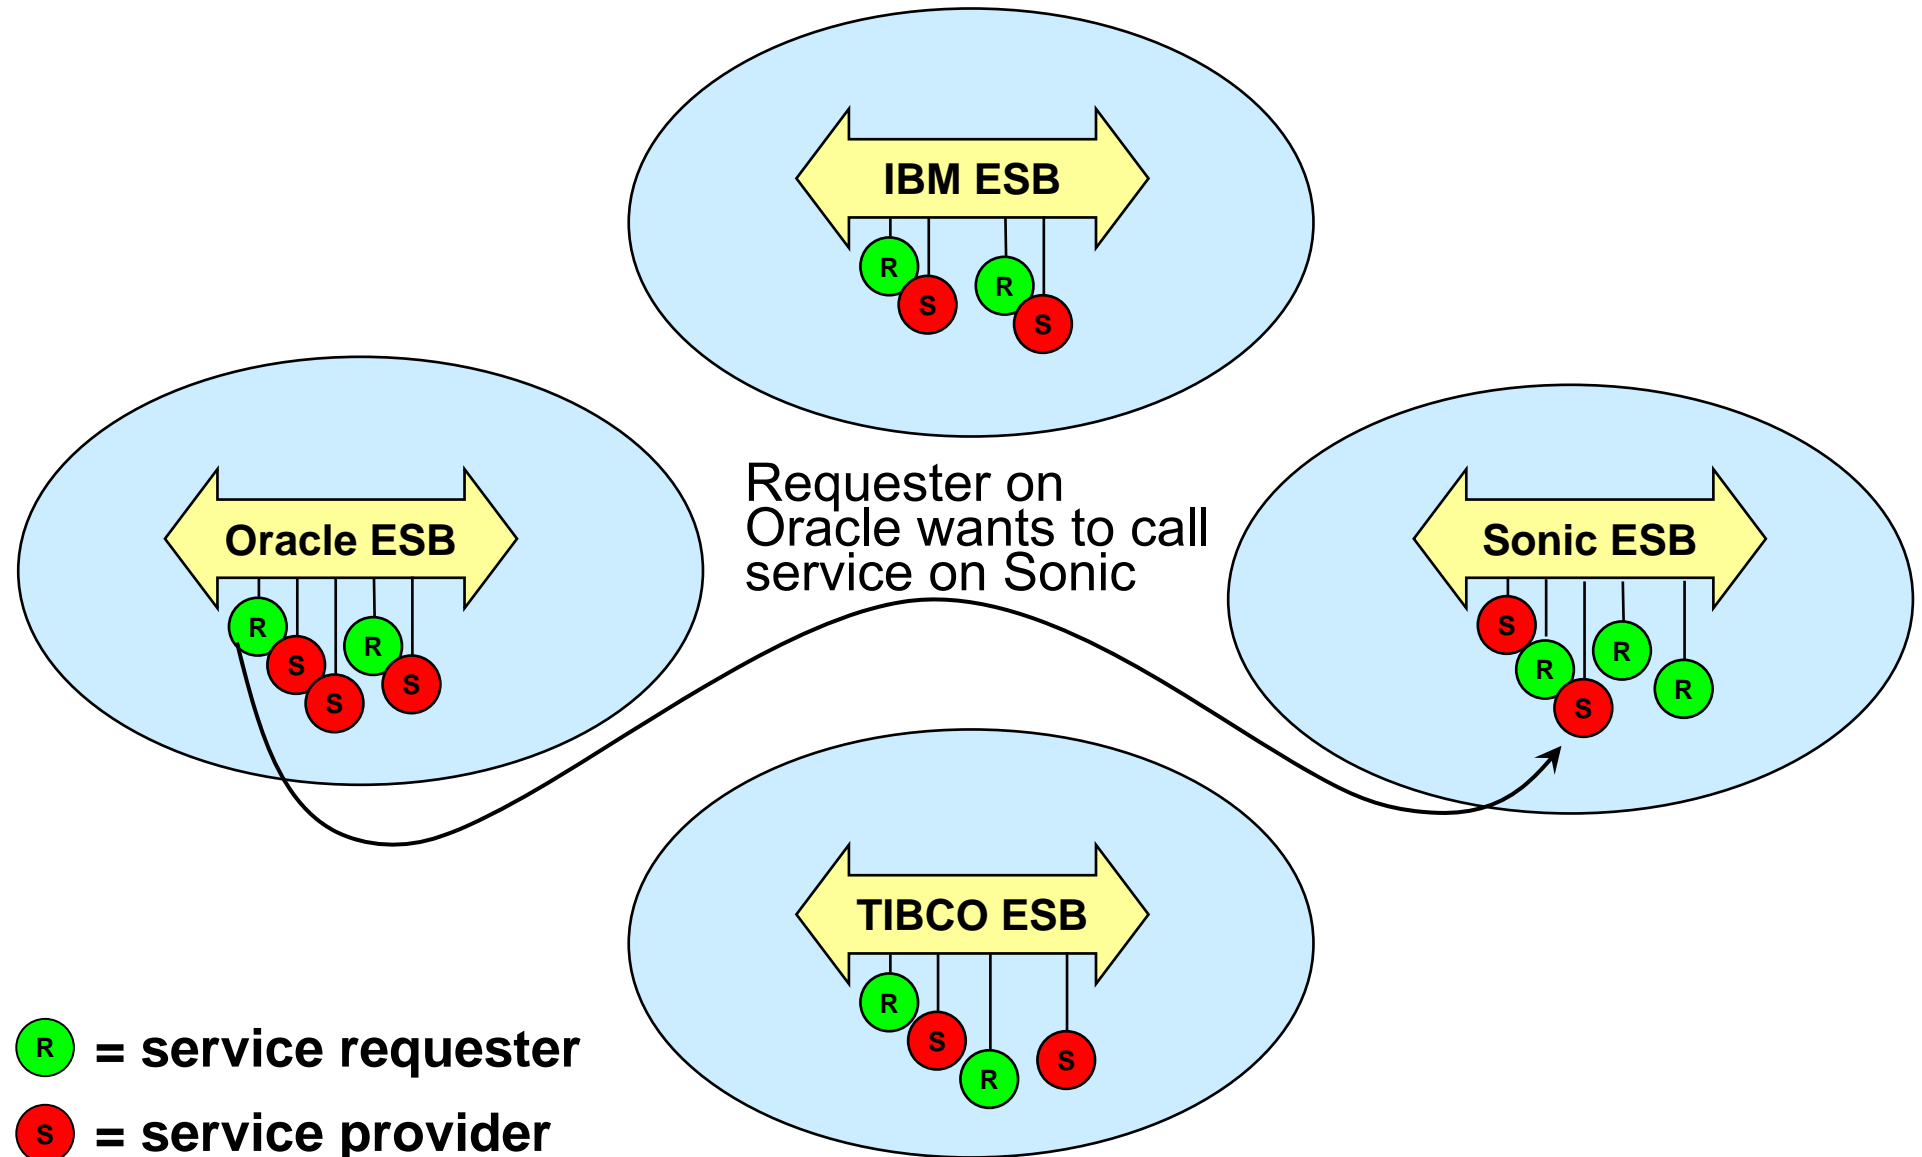 IBM ESB
R
S
R
S
Requester on
Oracle wants to call
service on Sonic
Oracle ESB
R
S
S
R
S
Sonic ESB
S
R
S
R
R
TIBCO ESB
R
S
R
S
R = service requester
S = service provider